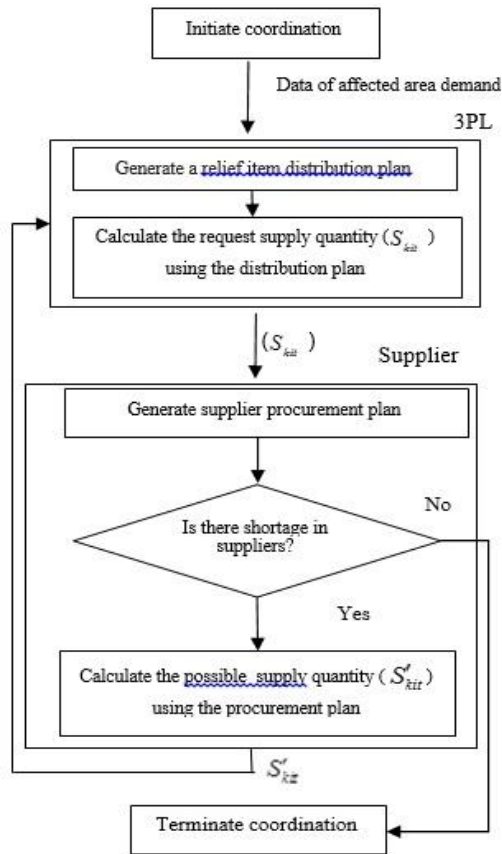 Initiate coordination
Data of affected area demand
3PL
Generate a relief item distribution plan
Calculate the request supply quantity (S_kit)
using the distribution plan
(S_kit)
Supplier
Generate supplier procurement plan
No
Is there shortage in
suppliers?
Yes
Calculate the possible supply quantity (S'_kit)
using the procurement plan
S'_kit
Terminate coordination